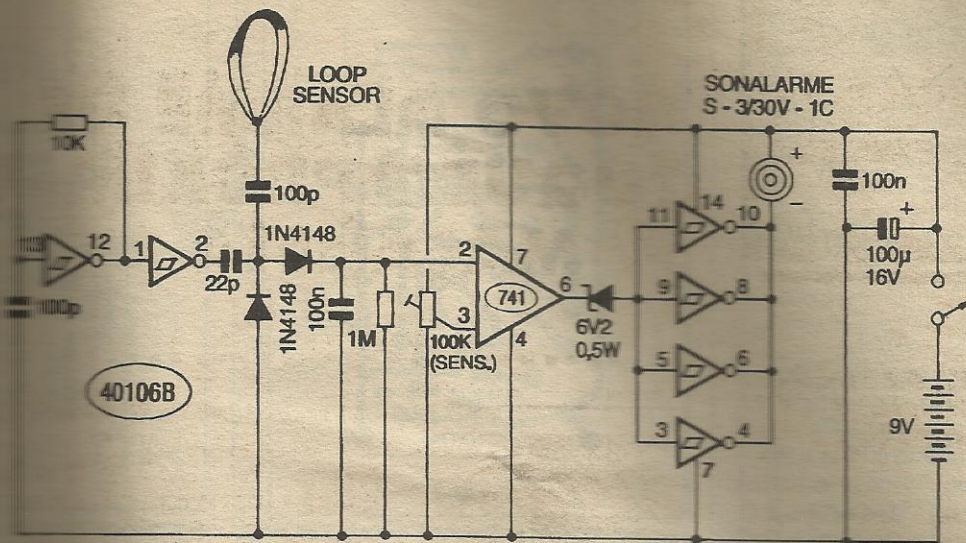 LOOP
SENSOR
SONALARME
S - 3/30V - 1C
10K
100p
+
-
100n
14
11
10
1N4148
12
1
2
22p
2
7
741
6
+
100µ
16V
9
8
3
4
100n
1N4148
1M
100K
(SENS.)
6V2
0,5W
5
6
40106B
3
4
7
9V